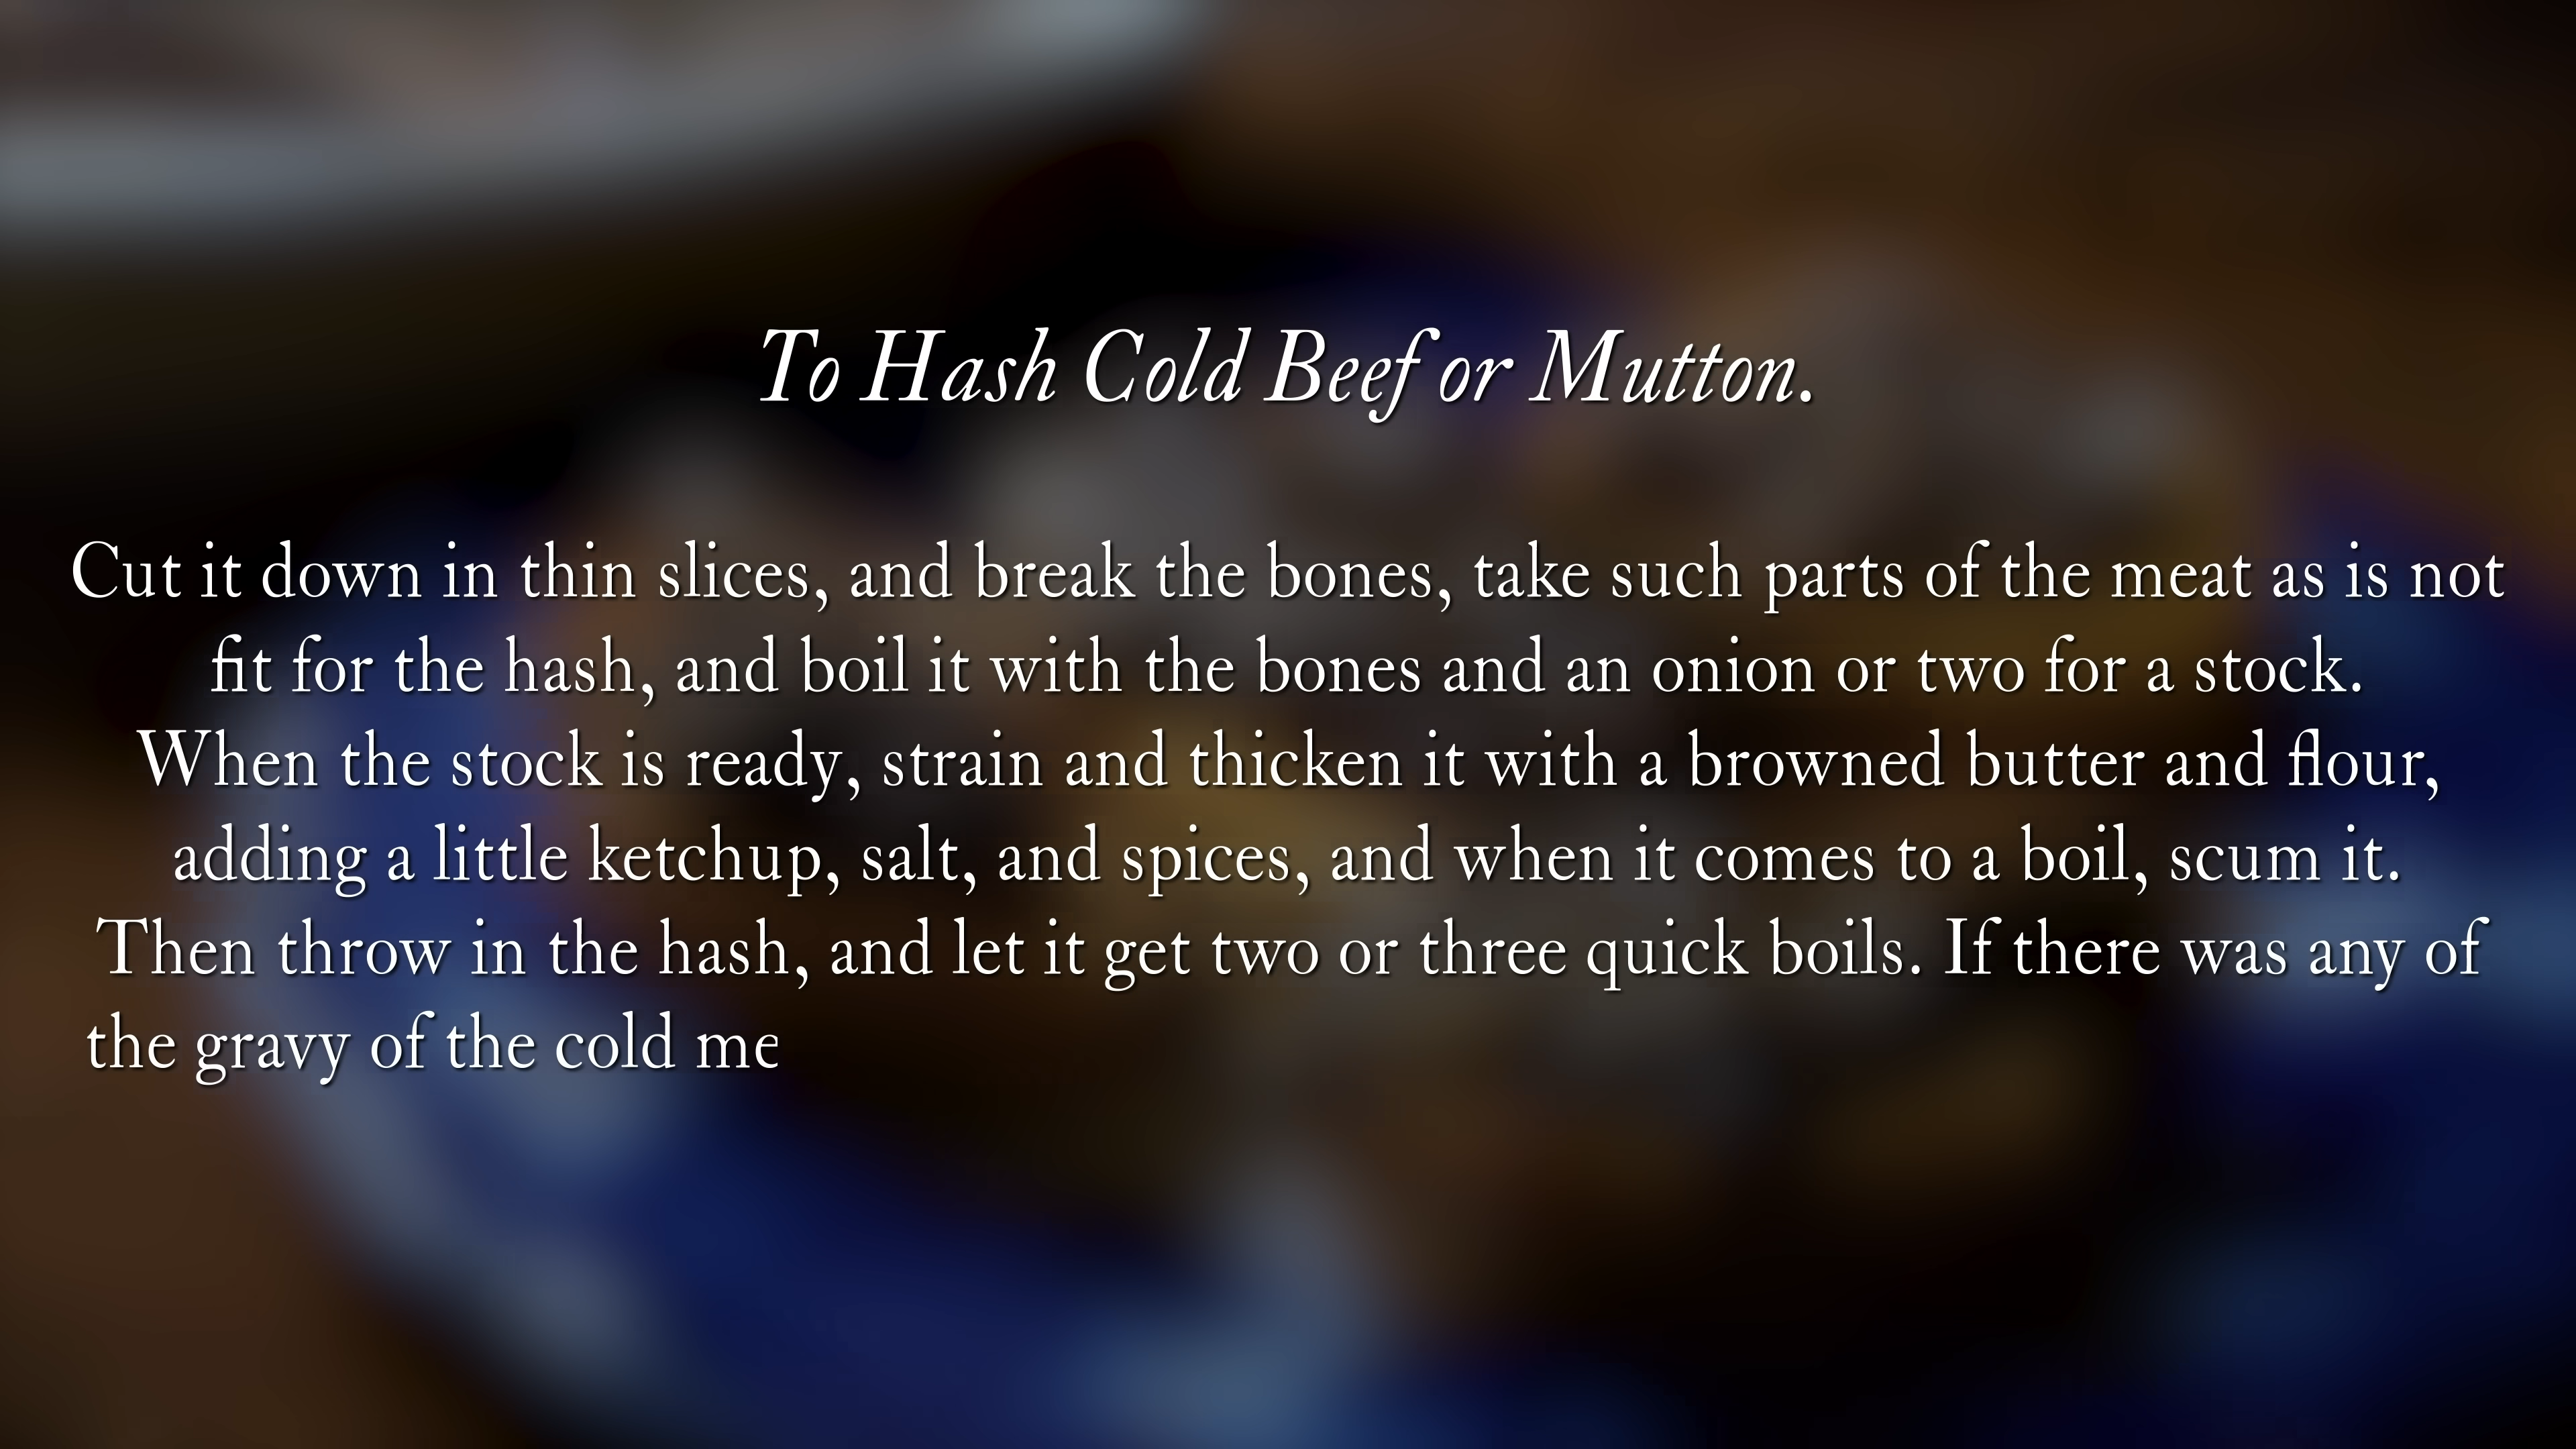 To Hash Cold Beef or Mutton.
Cut it down in thin slices, and break the bones, take such parts of the meat as is not
fit for the hash, and boil it with the bones and an onion or two for a stock.
When the stock is ready, strain and thicken it with a browned butter and flour,
adding a little ketchup, salt, and spices, and when it comes to a boil, scum it.
Then throw in the hash, and let it get two or three quick boils. If there was any of
the gravy of the cold me